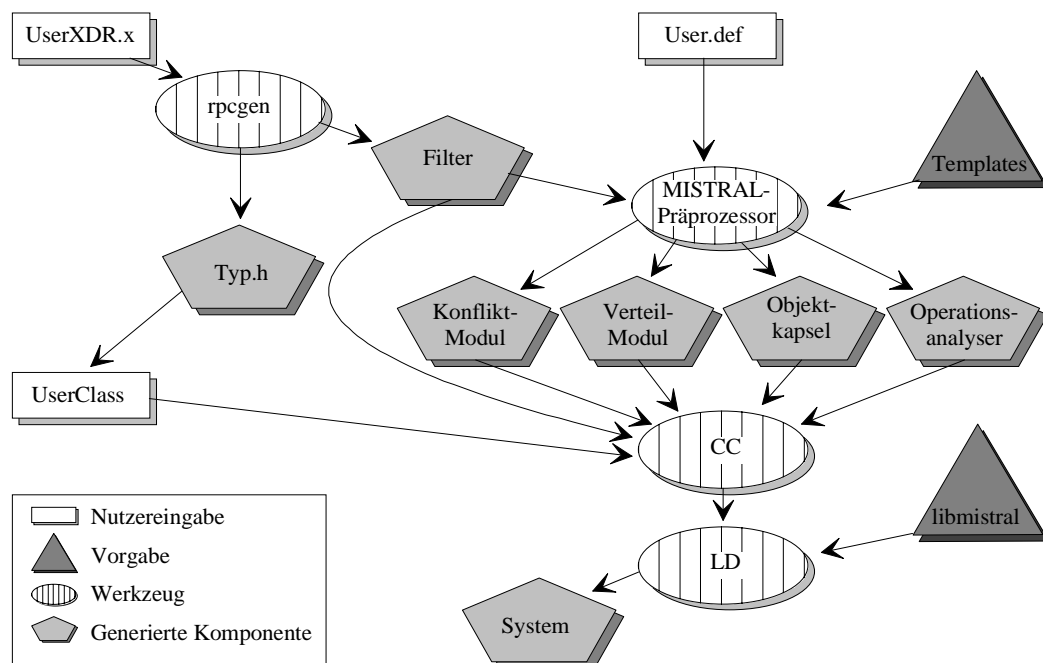 UserXDR.x
User.def
rpcgen
Filter
Templates
MISTRAL-
Präprozessor
Typ.h
Konflikt-
Modul
Verteil-
Modul
Objekt-
kapsel
Operations-
analyser
UserClass
CC
libmistral
LD
System
Nutzereingabe
Vorgabe
Werkzeug
Generierte Komponente